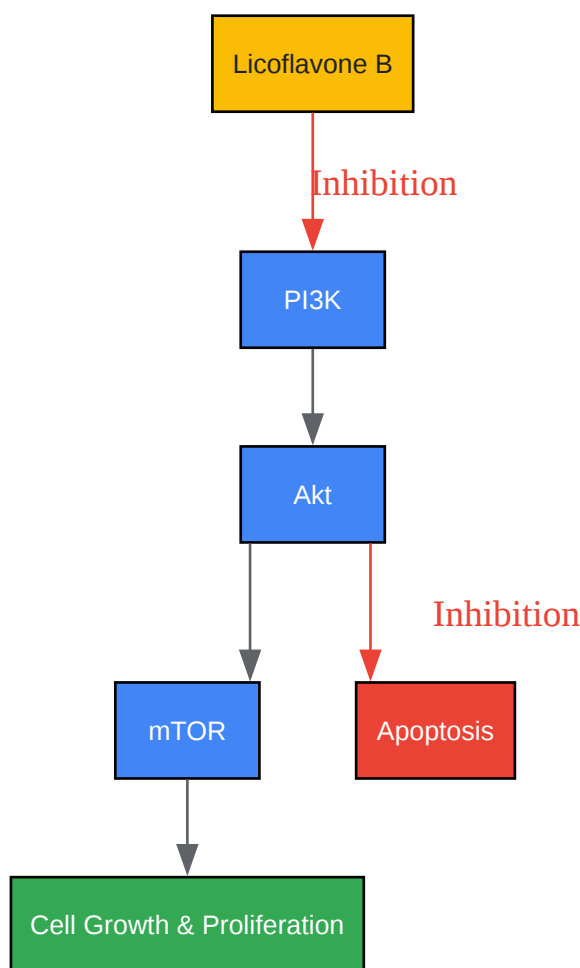 Licoflavone B
Inhibition
PI3K
Akt
Inhibition
mTOR
Apoptosis
Cell Growth & Proliferation